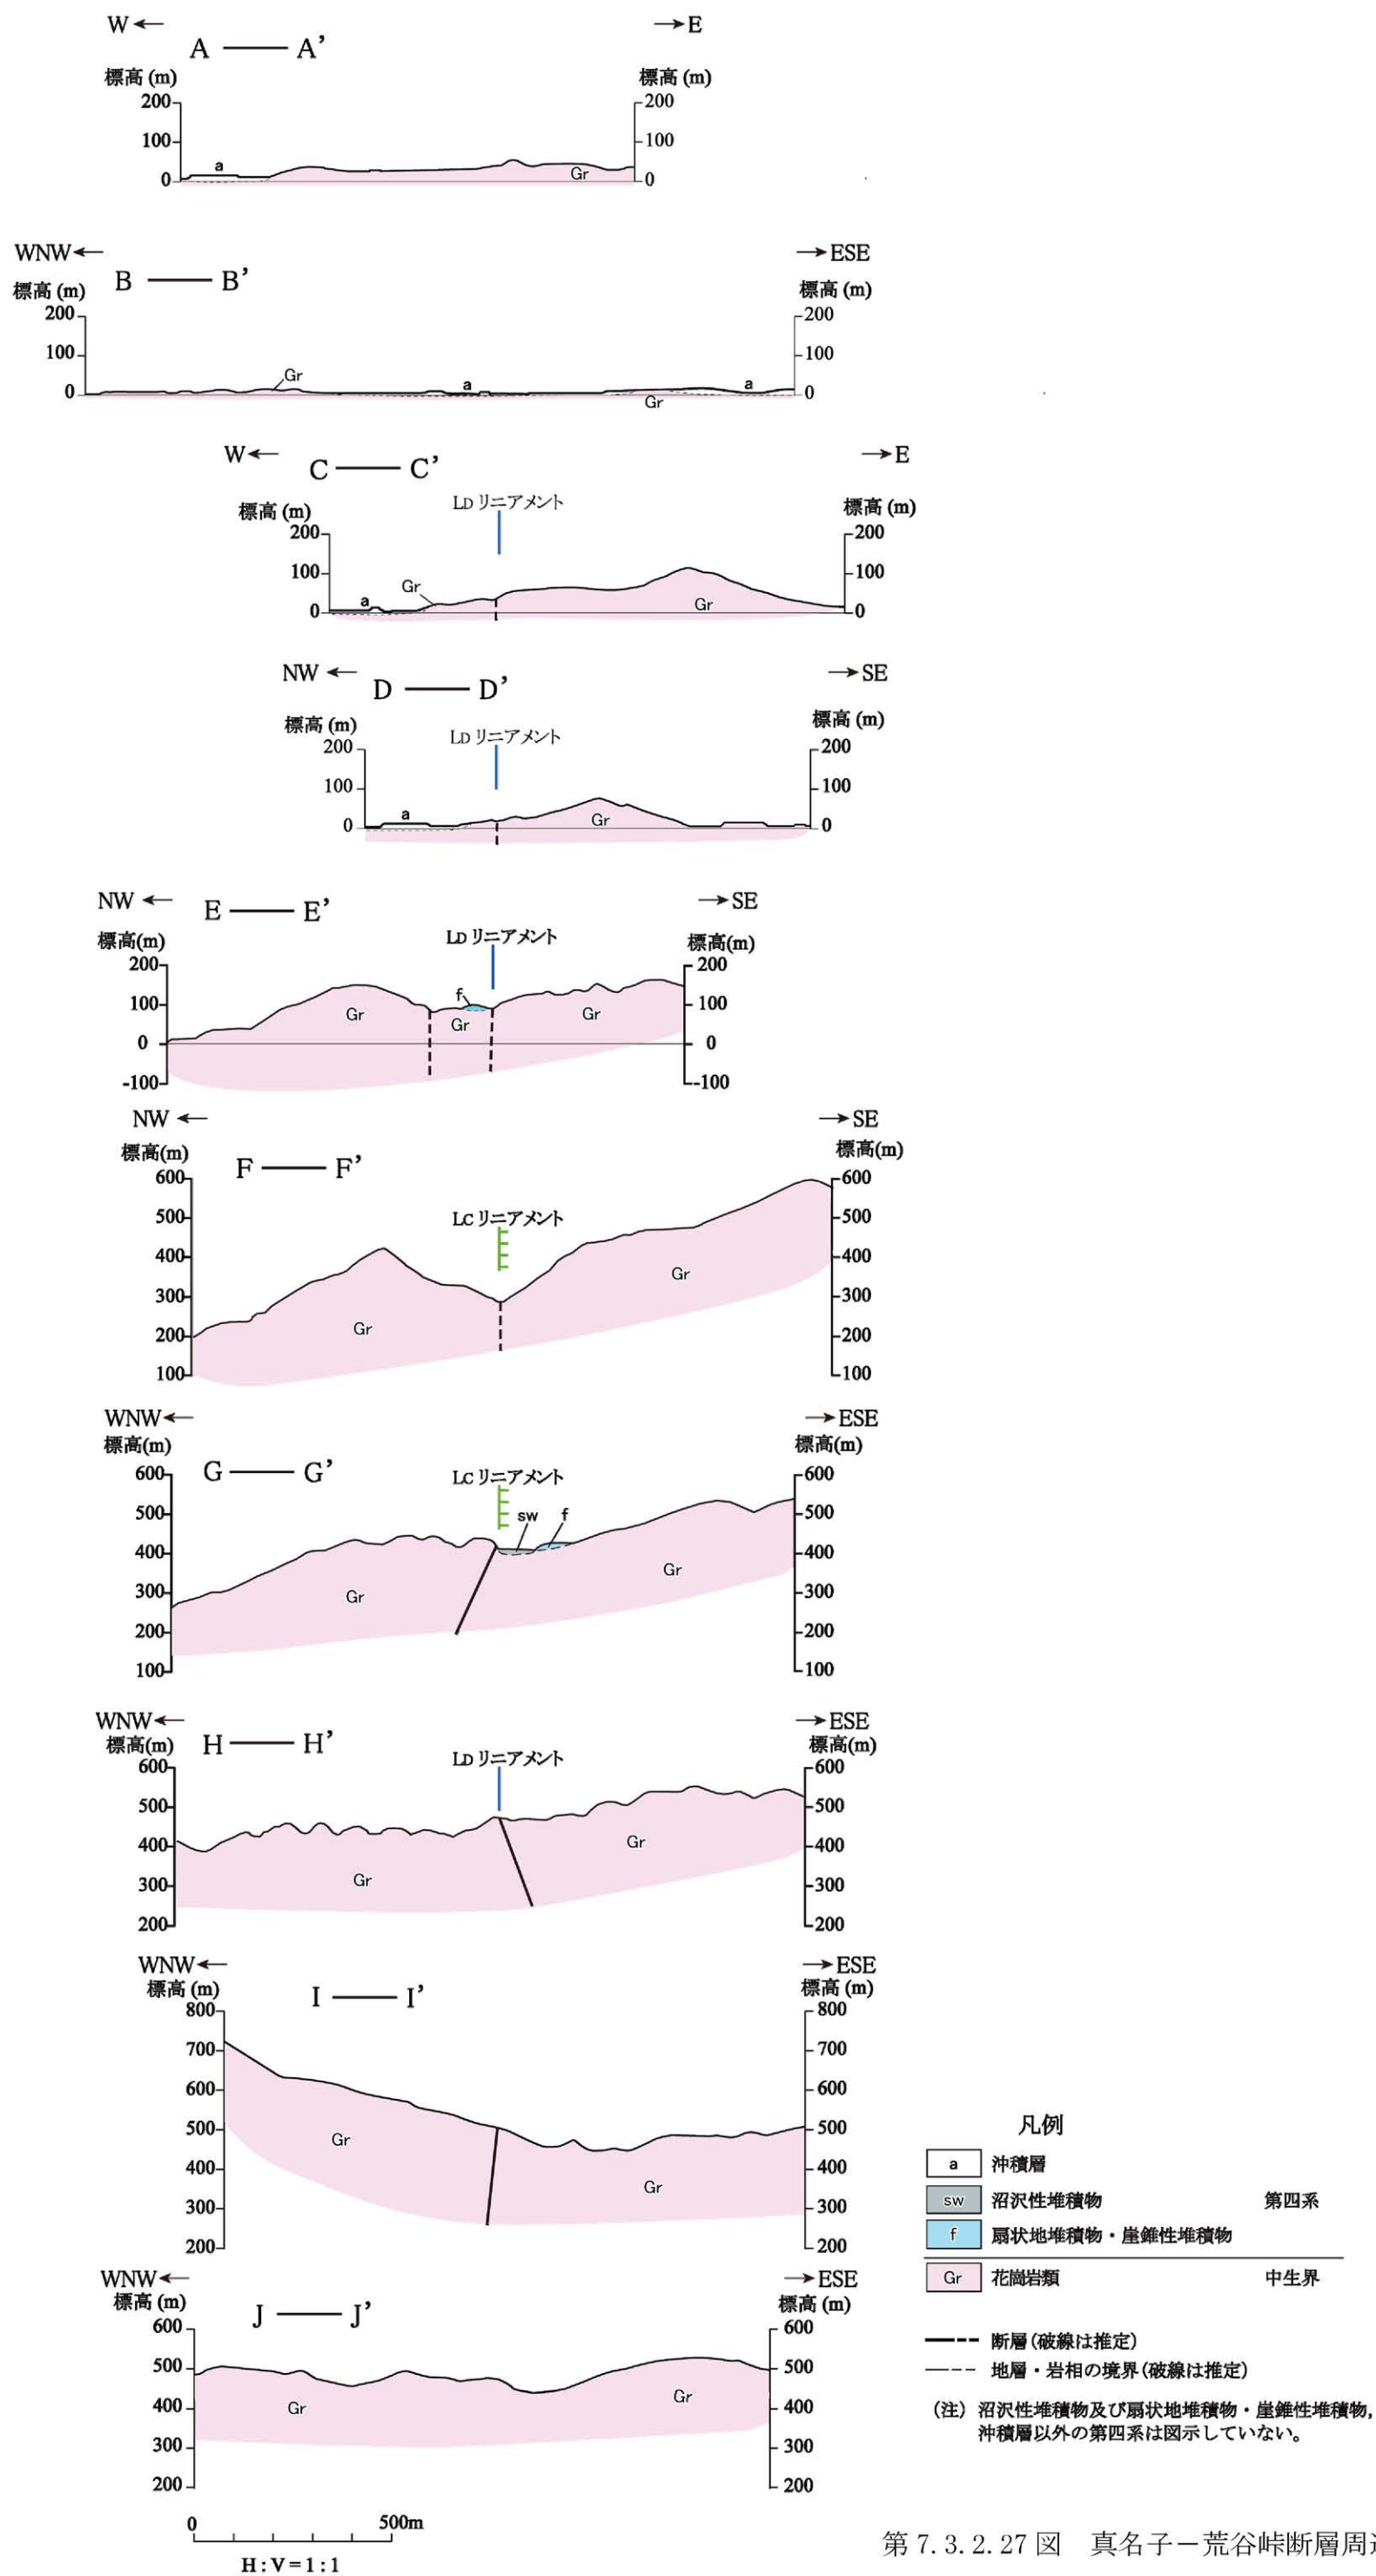 W← →E
A ― A’
標高 (m) 標高 (m)
200 200
100 100
a
Gr
0 0
WNW← →ESE
B ― B’
標高 (m) 標高 (m)
200 200
100 100
Gr a a
0 0
Gr
W← →E
C ― C’
LD リニアメント
標高 (m) 標高 (m)
200 200
100 100
Gr
a Gr
0 0
NW ← →SE
D ― D’
標高 (m) 標高 (m)
LD リニアメント
200 200
100 100
a Gr
0 0
NW ← →SE
E ― E’
LD リニアメント
標高(m) 標高(m)
200 200
f
100 100
Gr Gr Gr
0 0
-100 -100
NW ← →SE
標高(m) 標高(m)
F ― F’
600 600
LC リニアメント
500 500
400 400
Gr
300 300
Gr
200 200
100 100
WNW← →ESE
標高(m) 標高(m)
G ― G’
LC リニアメント
600 600
sw f
500 500
400 400
Gr Gr
300 300
200 200
100 100
WNW← →ESE
標高(m) 標高(m)
H ― H’
LD リニアメント
600 600
500 500
400 400
Gr
Gr
300 300
200 200
WNW← →ESE
標高 (m) 標高 (m)
I ― I’
800 800
700 700
600 600
500 500
Gr
400 400
Gr
300 300
200 200
WNW← →ESE
標高 (m) 標高 (m)
J ― J’
600 600
500 500
Gr Gr
400 400
300 300
200 200
0 500m
H : V = 1 : 1
凡例
a 沖積層
sw 沼沢性堆積物 第四系
f 扇状地堆積物・崖錐性堆積物
Gr 花崗岩類 中生界
断層(破線は推定)
地層・岩相の境界(破線は推定)
(注) 沼沢性堆積物及び扇状地堆積物・崖錐性堆積物,
沖積層以外の第四系は図示していない。
第 7.3.2.27 図 真名子－荒谷峠断層周